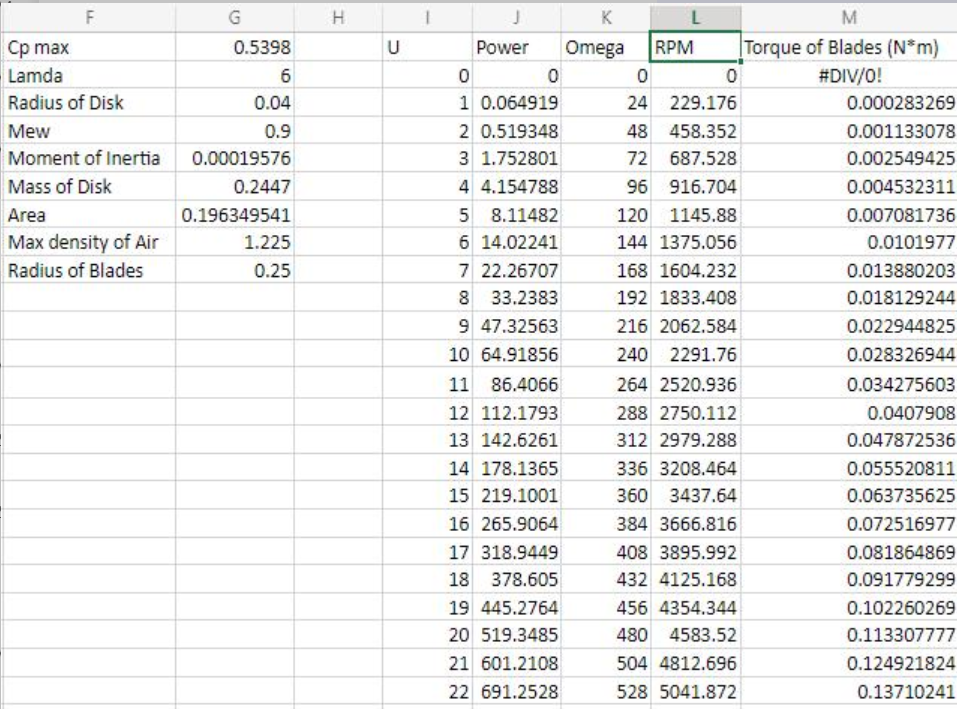 F G H I J K L M
Cp max 0.5398 U Power Omega RPM Torque of Blades (N*m)
Lamda 6 0 0 0 0 #DIV/0!
Radius of Disk 0.04 1 0.064919 24 229.176 0.000283269
Mew 0.9 2 0.519348 48 458.352 0.001133078
Moment of Inertia 0.00019576 3 1.752801 72 687.528 0.002549425
Mass of Disk 0.2447 4 4.154788 96 916.704 0.004532311
Area 0.196349541 5 8.11482 120 1145.88 0.007081736
Max density of Air 1.225 6 14.02241 144 1375.056 0.0101977
Radius of Blades 0.25 7 22.26707 168 1604.232 0.013880203
8 33.2383 192 1833.408 0.018129244
9 47.32563 216 2062.584 0.022944825
10 64.91856 240 2291.76 0.028326944
11 86.4066 264 2520.936 0.034275603
12 112.1793 288 2750.112 0.0407908
13 142.6261 312 2979.288 0.047872536
14 178.1365 336 3208.464 0.055520811
15 219.1001 360 3437.64 0.063735625
16 265.9064 384 3666.816 0.072516977
17 318.9449 408 3895.992 0.081864869
18 378.605 432 4125.168 0.091779299
19 445.2764 456 4354.344 0.102260269
20 519.3485 480 4583.52 0.113307777
21 601.2108 504 4812.696 0.124921824
22 691.2528 528 5041.872 0.13710241